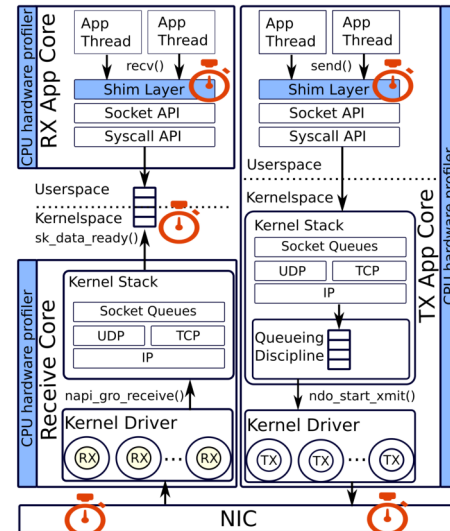 CPU hardware profiler
RX App Core
App
Thread
App
Thread
recv()
Shim Layer
Socket API
Syscall API
Userspace
Kernelspace
sk_data_ready()
CPU hardware profiler
Receive Core
Kernel Stack
Socket Queues
UDP
TCP
IP
napi_gro_receive()
Kernel Driver
RX
RX
...
RX
App
Thread
App
Thread
send()
Shim Layer
Socket API
Syscall API
Userspace
Kernelspace
Kernel Stack
Socket Queues
UDP
TCP
IP
Queueing
Discipline
ndo_start_xmit()
Kernel Driver
TX
TX
...
TX
TX App Core
CPU hardware profiler
NIC